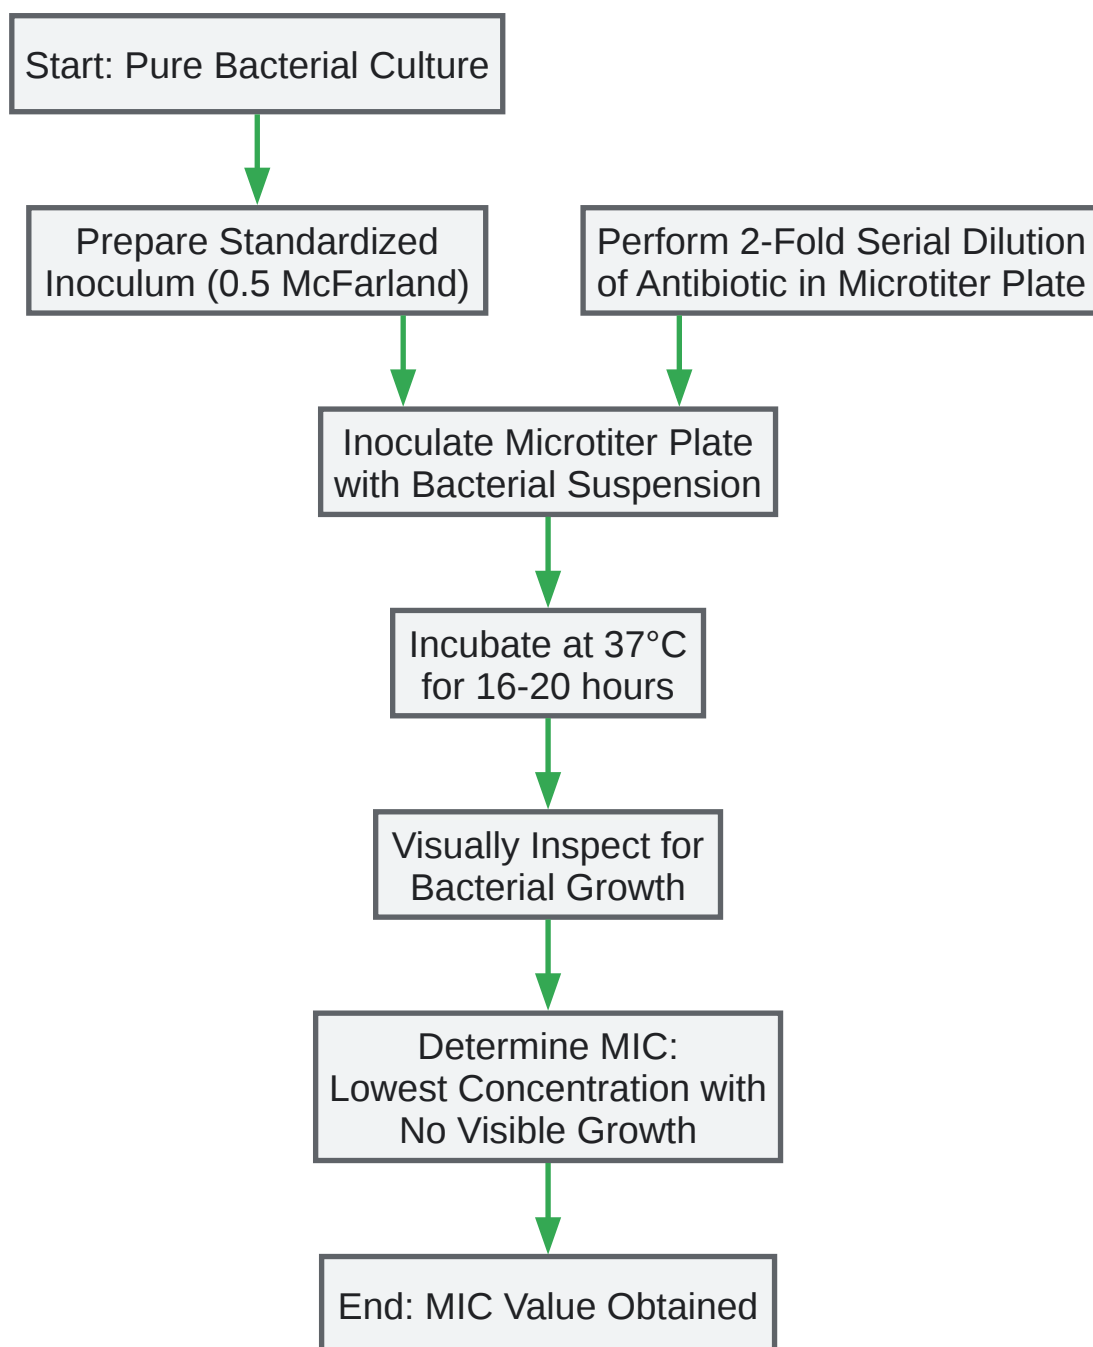 Start: Pure Bacterial Culture
Prepare Standardized
Inoculum (0.5 McFarland)
Perform 2-Fold Serial Dilution
of Antibiotic in Microtiter Plate
Inoculate Microtiter Plate
with Bacterial Suspension
Incubate at 37°C
for 16-20 hours
Visually Inspect for
Bacterial Growth
Determine MIC:
Lowest Concentration with
No Visible Growth
End: MIC Value Obtained